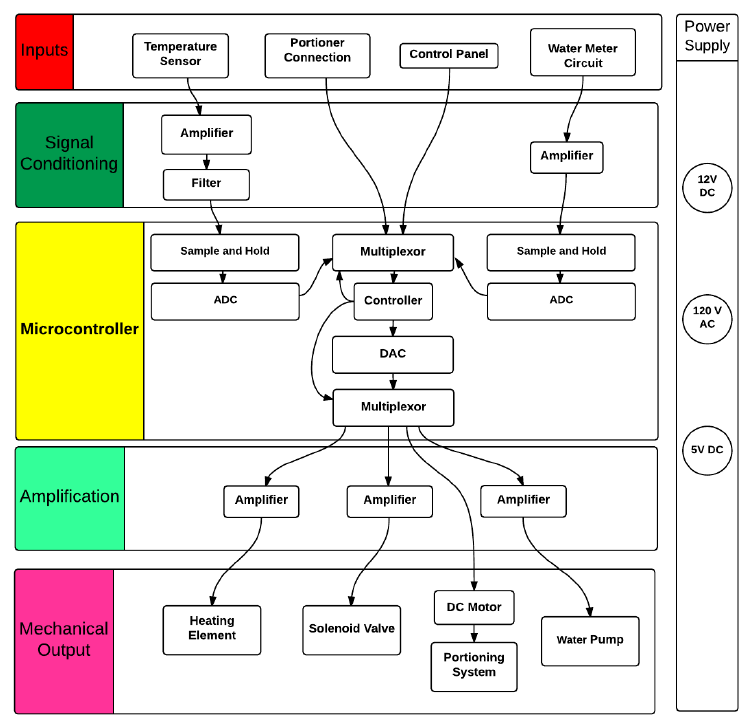 Inputs
Temperature
Sensor
Portioner
Connection
Control Panel
Water Meter
Circuit
Power
Supply
Signal
Conditioning
Amplifier
Filter
Amplifier
12V
DC
Microcontroller
Sample and Hold
ADC
Multiplexor
Controller
DAC
Multiplexor
Sample and Hold
ADC
120 V
AC
5V DC
Amplification
Amplifier
Amplifier
Amplifier
Mechanical
Output
Heating
Element
Solenoid Valve
DC Motor
Portioning
System
Water Pump